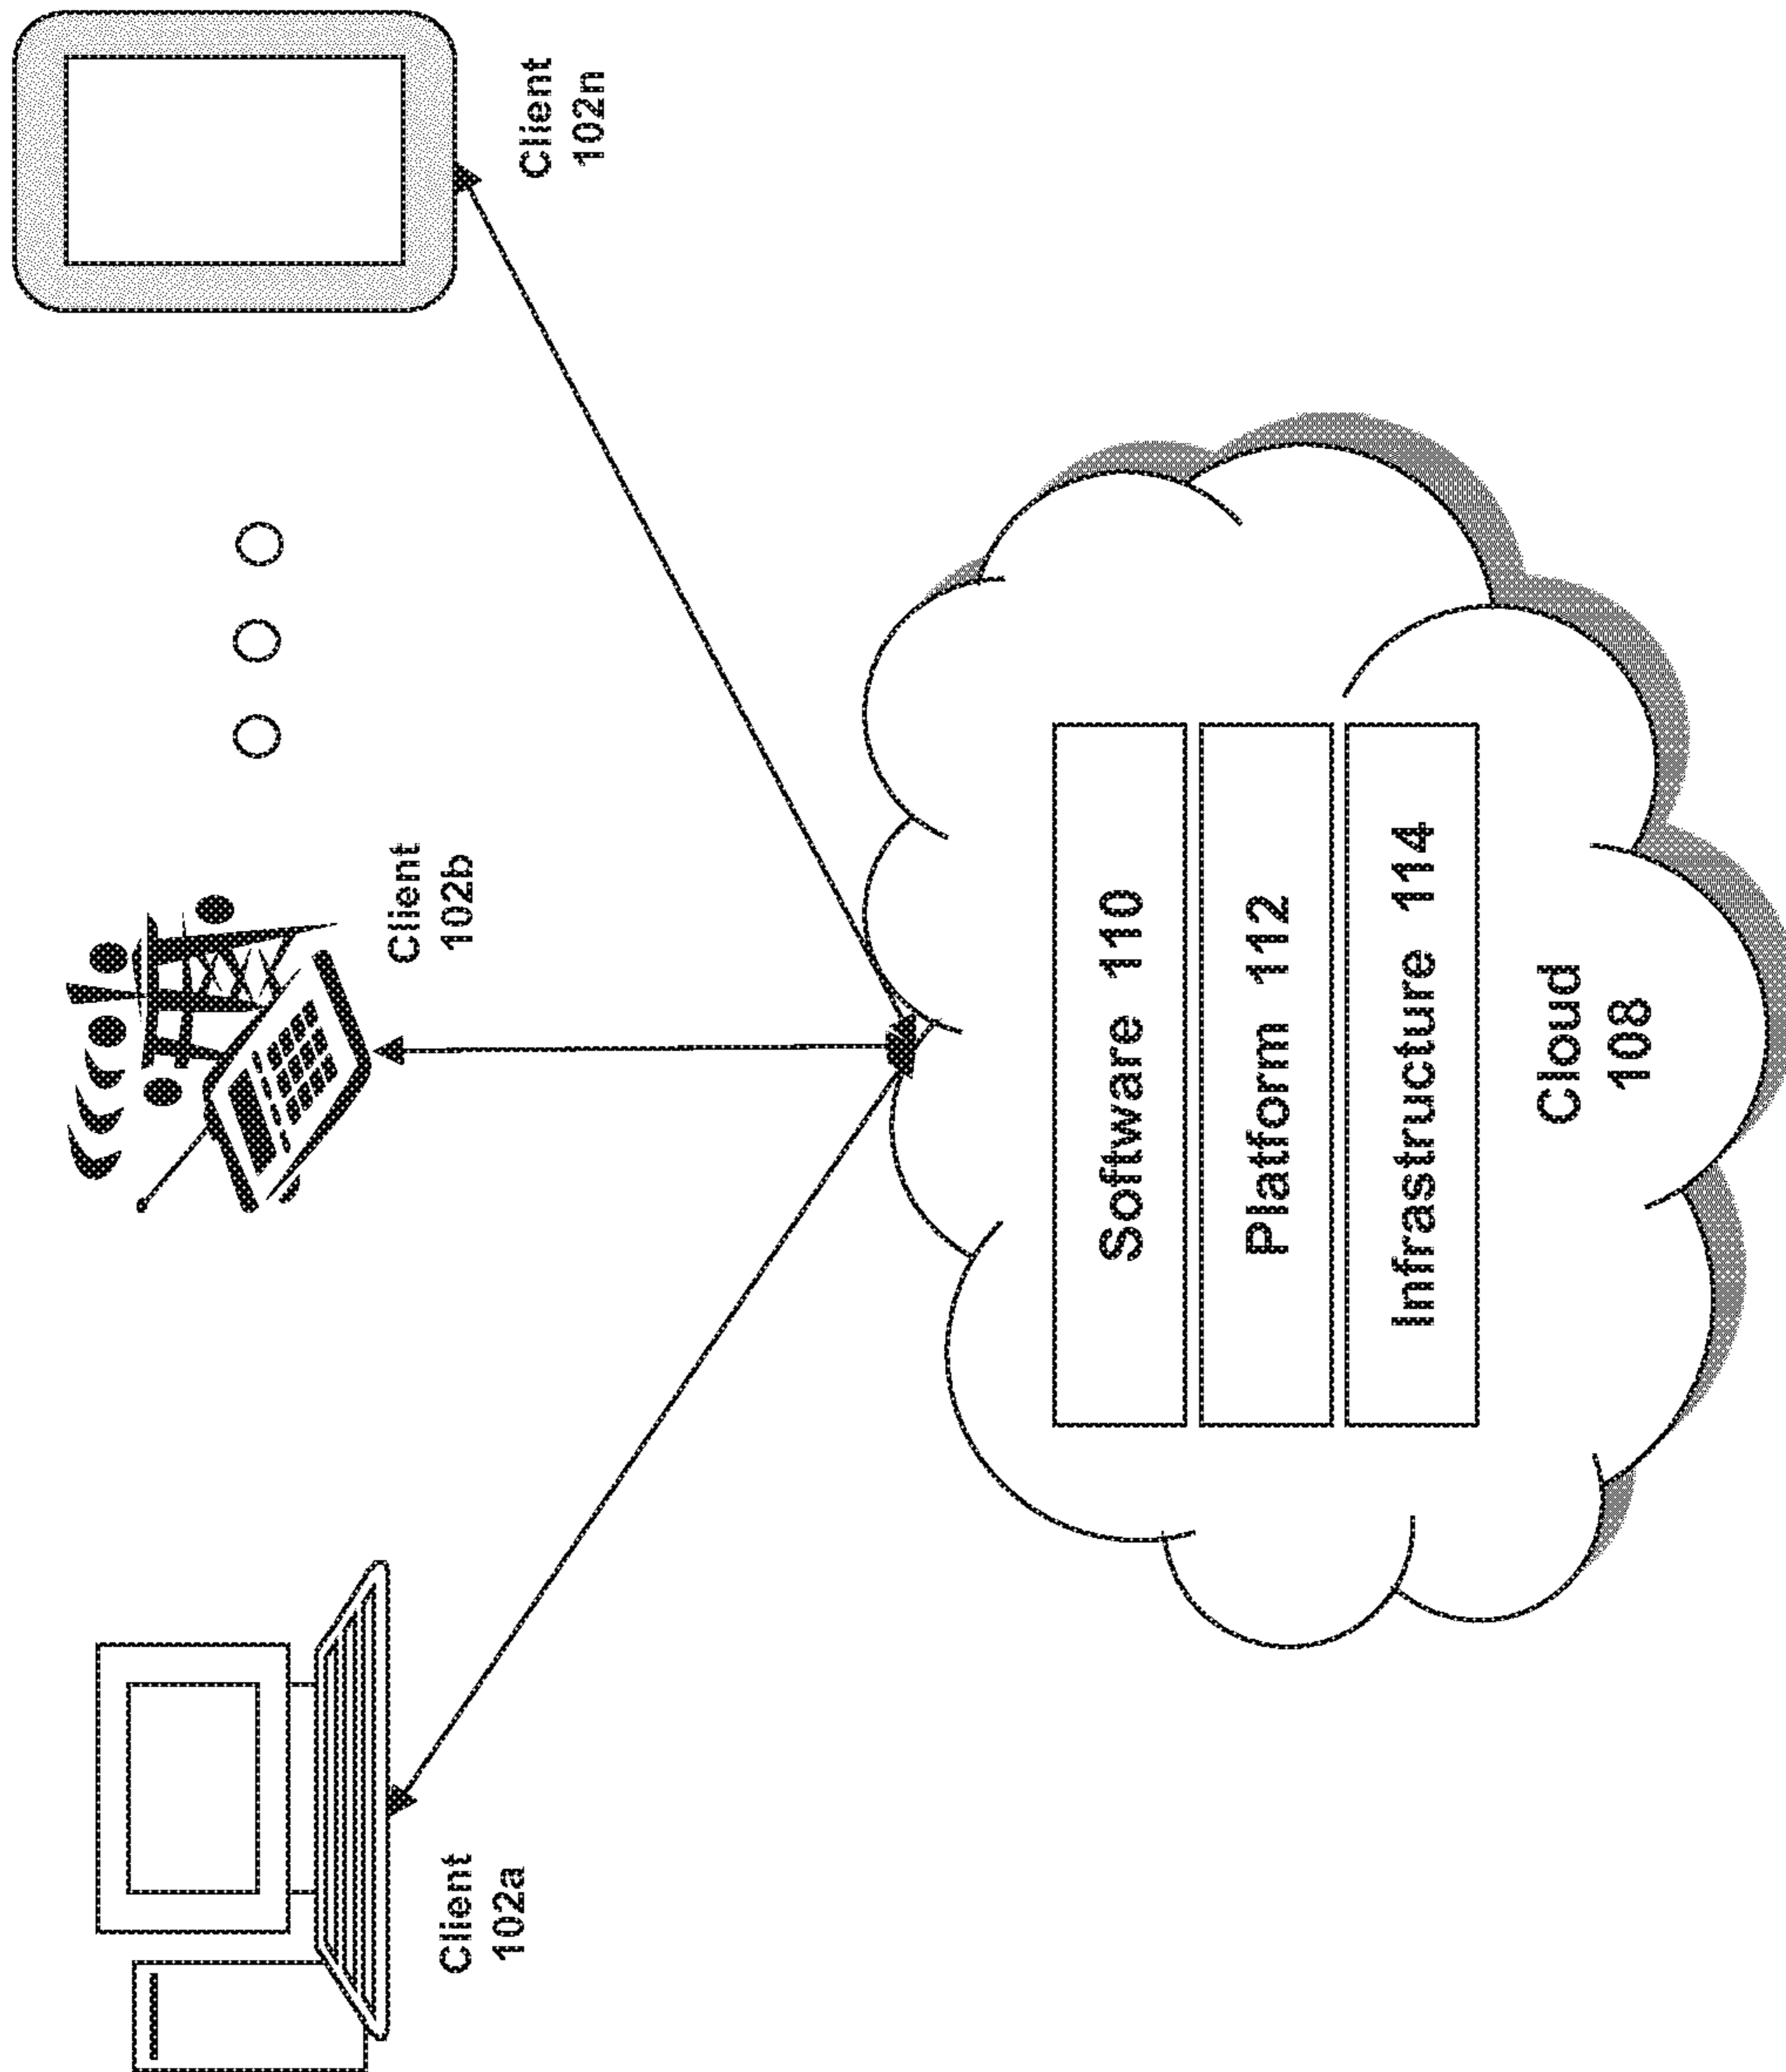 Client
102a
Client
102b
Client
102n
Software 110
Platform 112
Infrastructure 114
Cloud
108